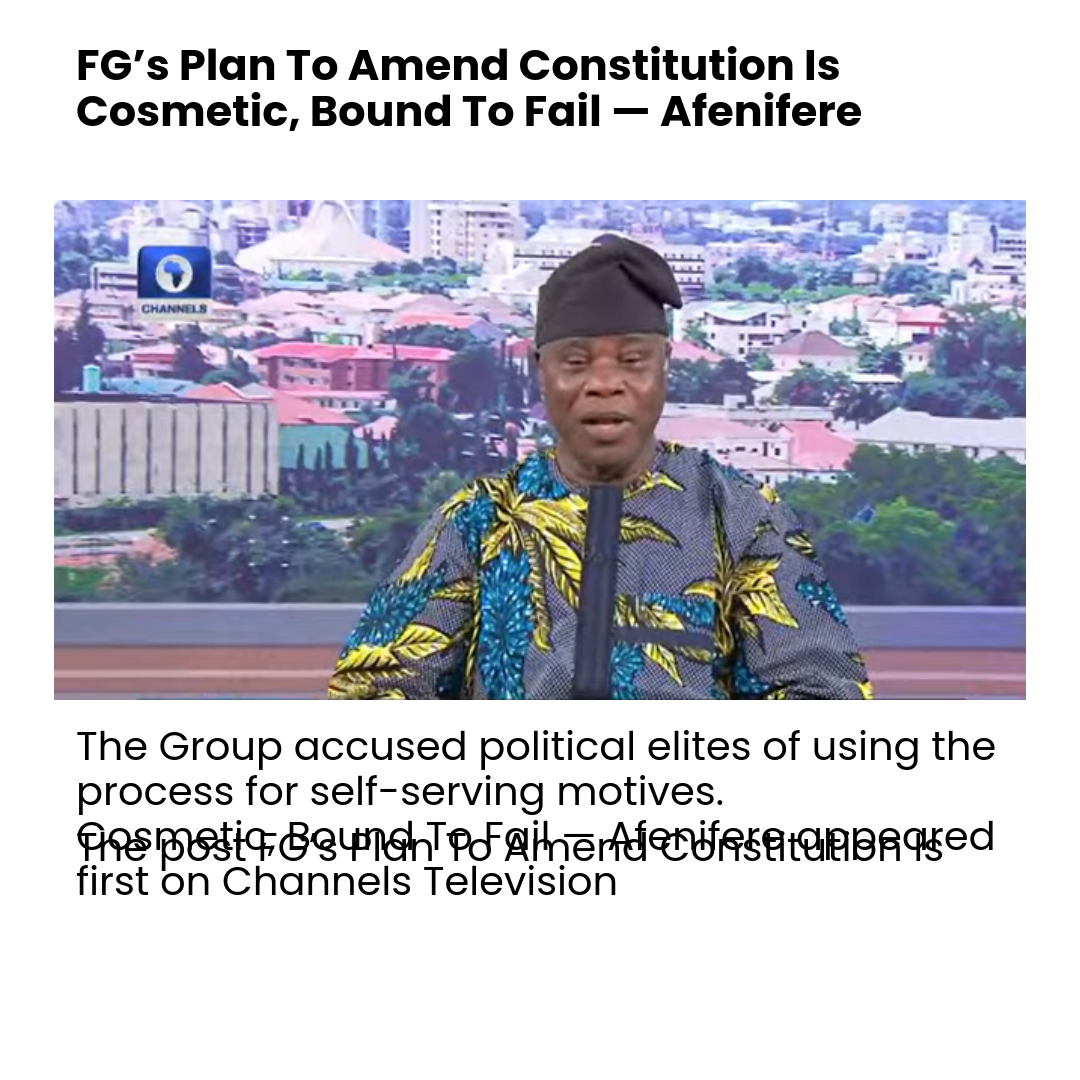 FG’s Plan To Amend Constitution Is
Cosmetic, Bound To Fail — Afenifere
CHANNELS
The Group accused political elites of using the
process for self-serving motives.
The post FG’s Plan To Amend Constitution Is
Cosmetic, Bound To Fail — Afenifere appeared
first on Channels Television